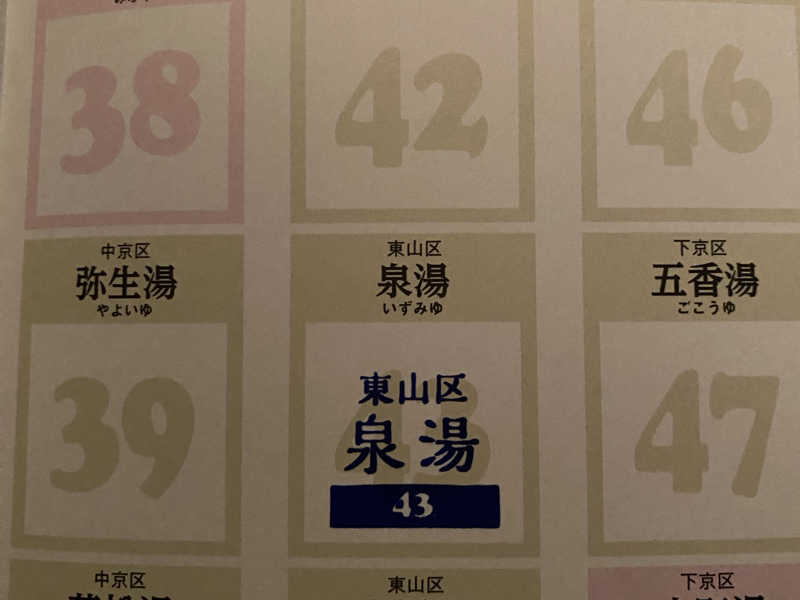 38
42
46
中京区
弥生湯
やよいゆ
39
東山区
泉湯
いずみゆ
43
東山区
泉湯
43
下京区
五香湯
ごこうゆ
47
中京区
東山区
下京区